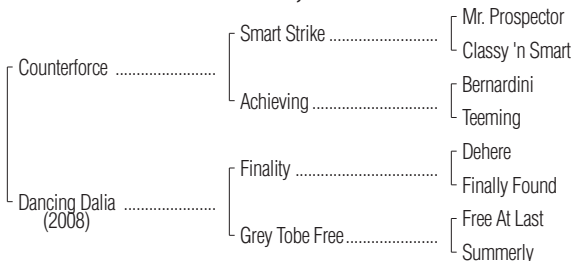 Mr. Prospector
Smart Strike ........................
Classy 'n Smart
Counterforce ......................
Bernardini
Achieving ............................
Teeming
Dehere
Finality ................................
Finally Found
Dancing Dalia ....................
(2008)
Free At Last
Grey Tobe Free....................
Summerly